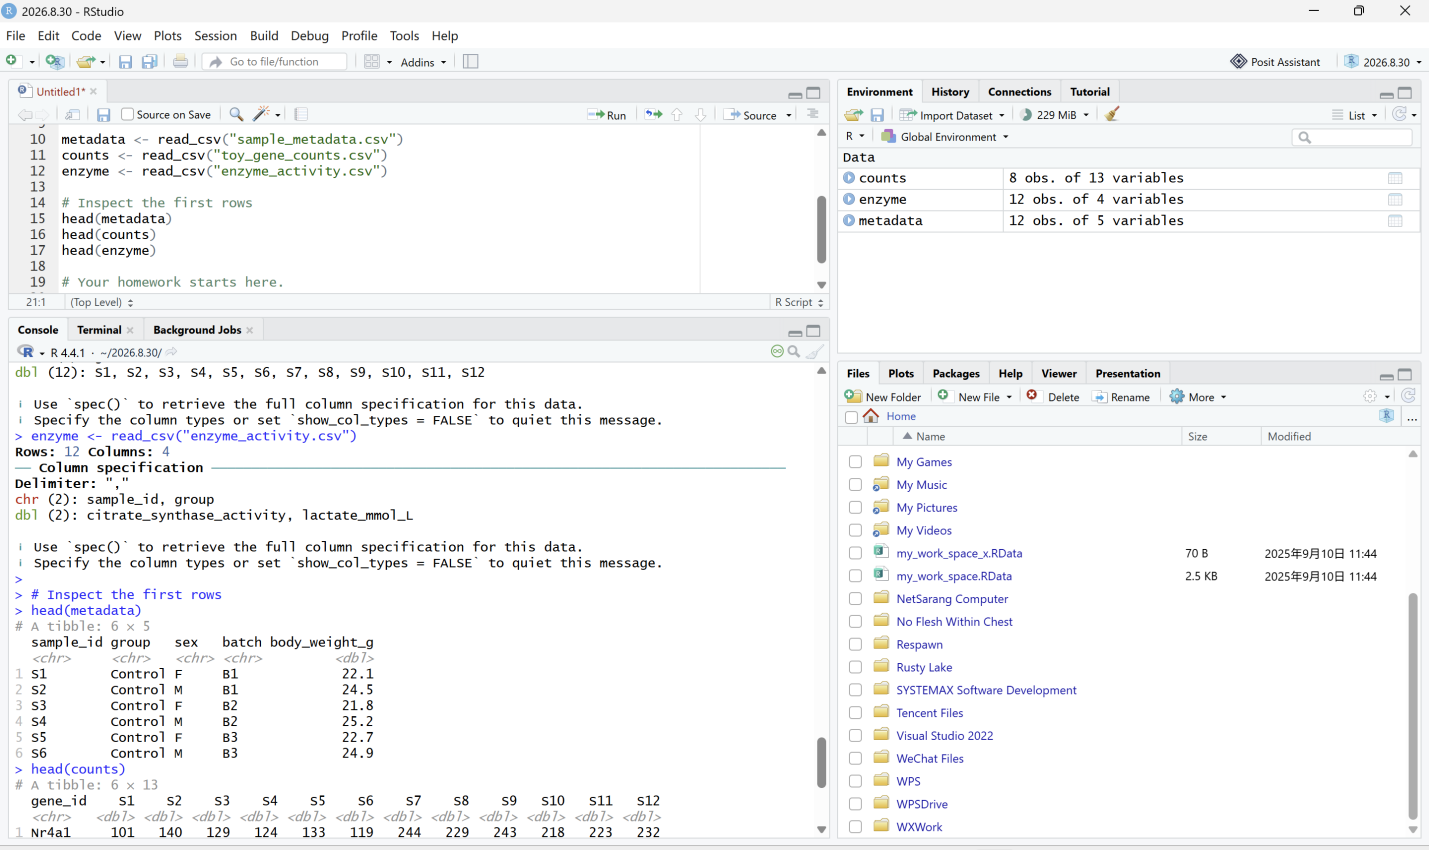 2026.8.30 - RStudio
File Edit Code View Plots Session Build Debug Profile Tools Help
Go to file/function Addins Posit Assistant 2026.8.30
Untitled1*
Source on Save Run Source
10 metadata <- read_csv("sample_metadata.csv")
11 counts <- read_csv("toy_gene_counts.csv")
12 enzyme <- read_csv("enzyme_activity.csv")
13
14 # Inspect the first rows
15 head(metadata)
16 head(counts)
17 head(enzyme)
18
19 # Your homework starts here.
21:1 (Top Level) R Script
Console Terminal Background Jobs
R 4.4.1 · ~/2026.8.30/
dbl (12): S1, S2, S3, S4, S5, S6, S7, S8, S9, S10, S11, S12
i Use `spec()` to retrieve the full column specification for this data.
i Specify the column types or set `show_col_types = FALSE` to quiet this message.
> enzyme <- read_csv("enzyme_activity.csv")
Rows: 12 Columns: 4
── Column specification ──
Delimiter: ","
chr (2): sample_id, group
dbl (2): citrate_synthase_activity, lactate_mmol_L
i Use `spec()` to retrieve the full column specification for this data.
i Specify the column types or set `show_col_types = FALSE` to quiet this message.
>
> # Inspect the first rows
> head(metadata)
# A tibble: 6 × 5
sample_id group sex batch body_weight_g
<chr> <chr> <chr> <chr> <dbl>
1 S1 Control F B1 22.1
2 S2 Control M B1 24.5
3 S3 Control F B2 21.8
4 S4 Control M B2 25.2
5 S5 Control F B3 22.7
6 S6 Control M B3 24.9
> head(counts)
# A tibble: 6 × 13
gene_id S1 S2 S3 S4 S5 S6 S7 S8 S9 S10 S11 S12
<chr> <dbl> <dbl> <dbl> <dbl> <dbl> <dbl> <dbl> <dbl> <dbl> <dbl> <dbl> <dbl>
1 Nr4a1 101 140 129 124 133 119 244 229 243 218 223 232
Environment History Connections Tutorial
Import Dataset 229 MiB List
R Global Environment
Data
counts 8 obs. of 13 variables
enzyme 12 obs. of 4 variables
metadata 12 obs. of 5 variables
Files Plots Packages Help Viewer Presentation
New Folder New File Delete Rename More
Home ...
Name Size Modified
My Games
My Music
My Pictures
My Videos
my_work_space_x.RData 70 B 2025年9月10日 11:44
my_work_space.RData 2.5 KB 2025年9月10日 11:44
NetSarang Computer
No Flesh Within Chest
Respawn
Rusty Lake
SYSTEMAX Software Development
Tencent Files
Visual Studio 2022
WeChat Files
WPS
WPSDrive
WXWork